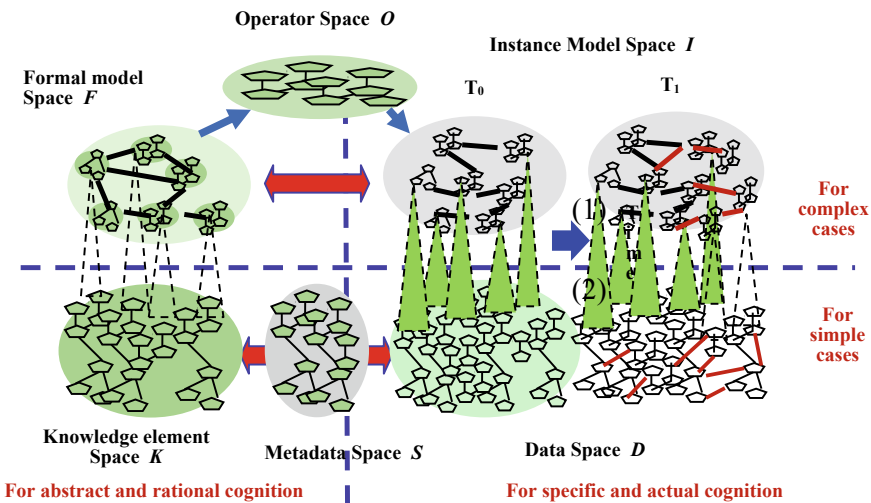 Operator Space O
Instance Model Space I
Formal model
Space F
T0
T1
For
complex
cases
(1)
Time
(2)
For
simple
cases
Knowledge element
Space K
Metadata Space S
Data Space D
For abstract and rational cognition
For specific and actual cognition